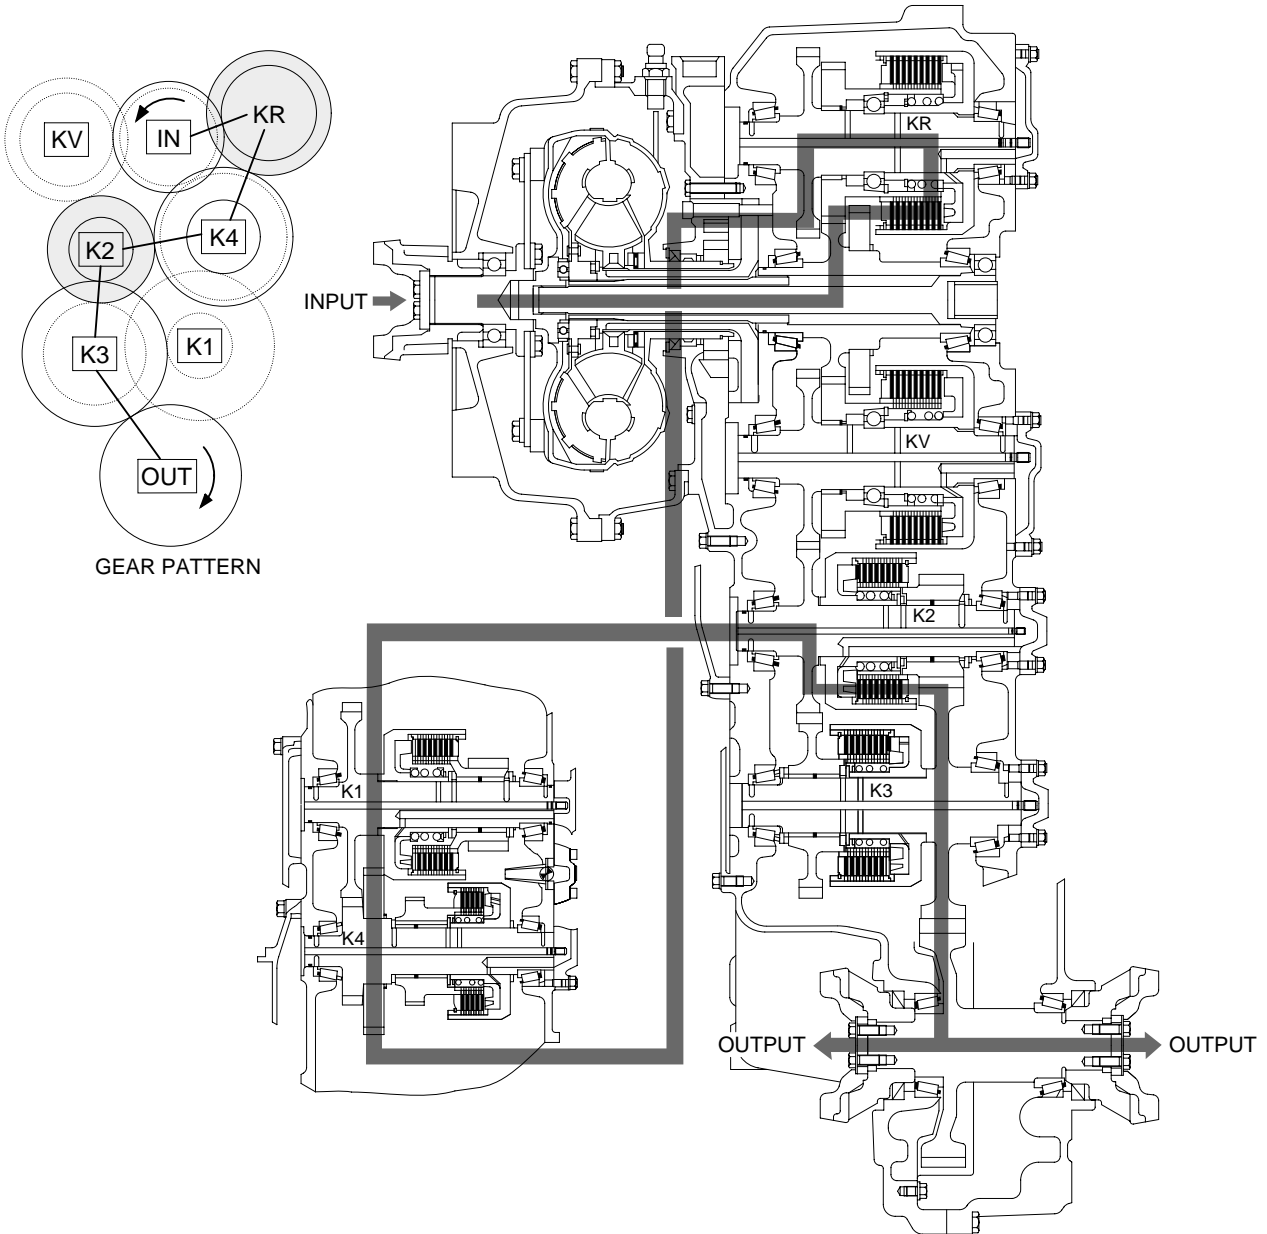 KR
KV
IN
K4
K2
K3
K1
OUT
GEAR PATTERN
INPUT
KR
KV
K2
K3
K1
K4
OUTPUT
OUTPUT